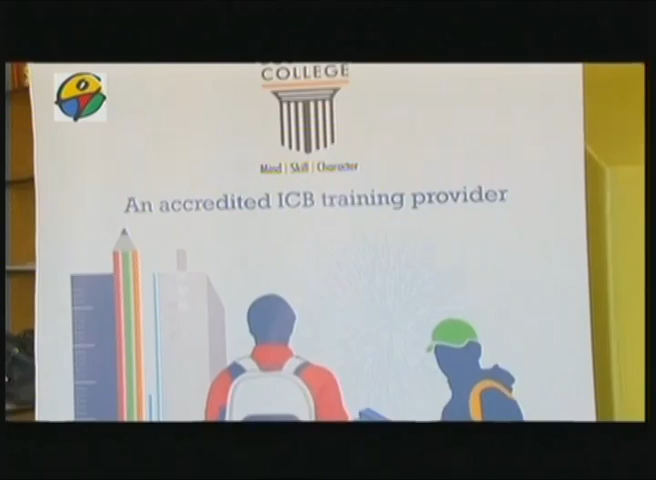 COLLEGE
Mind | Skill | Character
An accredited ICB training provider